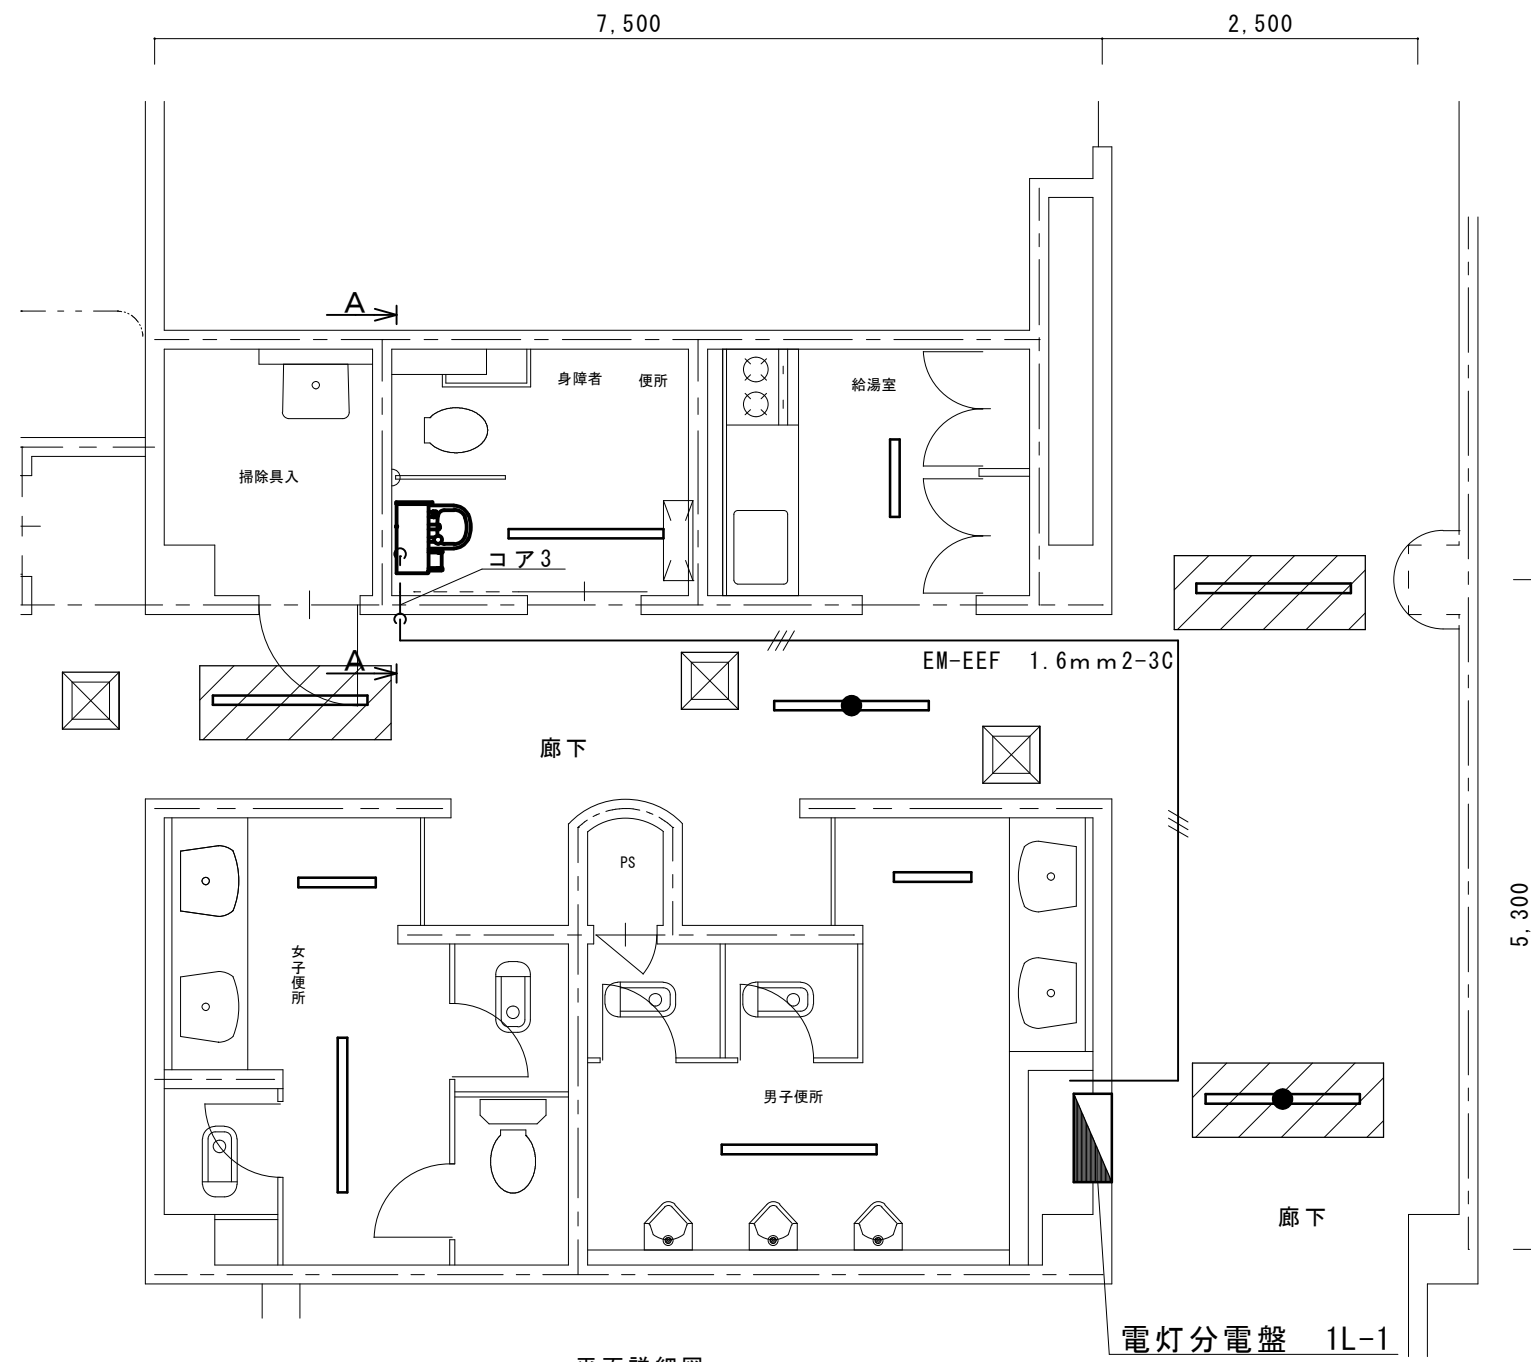 7,500
2,500
A
身障者 便所
給湯室
掃除具入
コア3
A
EM-EEF 1.6mm2-3C
廊下
PS
5,300
女子便所
男子便所
廊下
電灯分電盤 1L-1